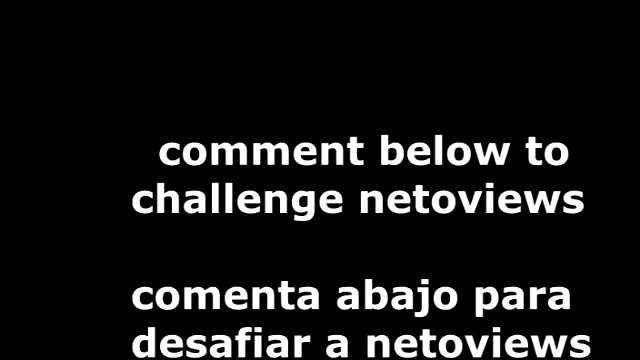 comment below to
challenge netoviews
comenta abajo para
desafiar a netoviews